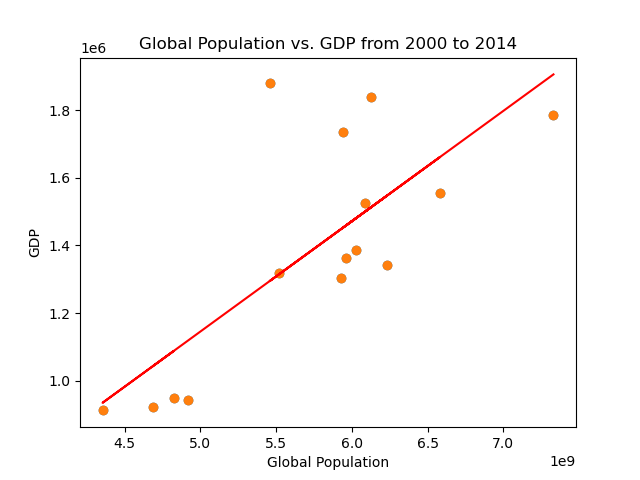 Global Population vs. GDP from 2000 to 2014
1e6
1.8
1.6
1.4
1.2
1.0
GDP
4.5 5.0 5.5 6.0 6.5 7.0
Global Population
1e9